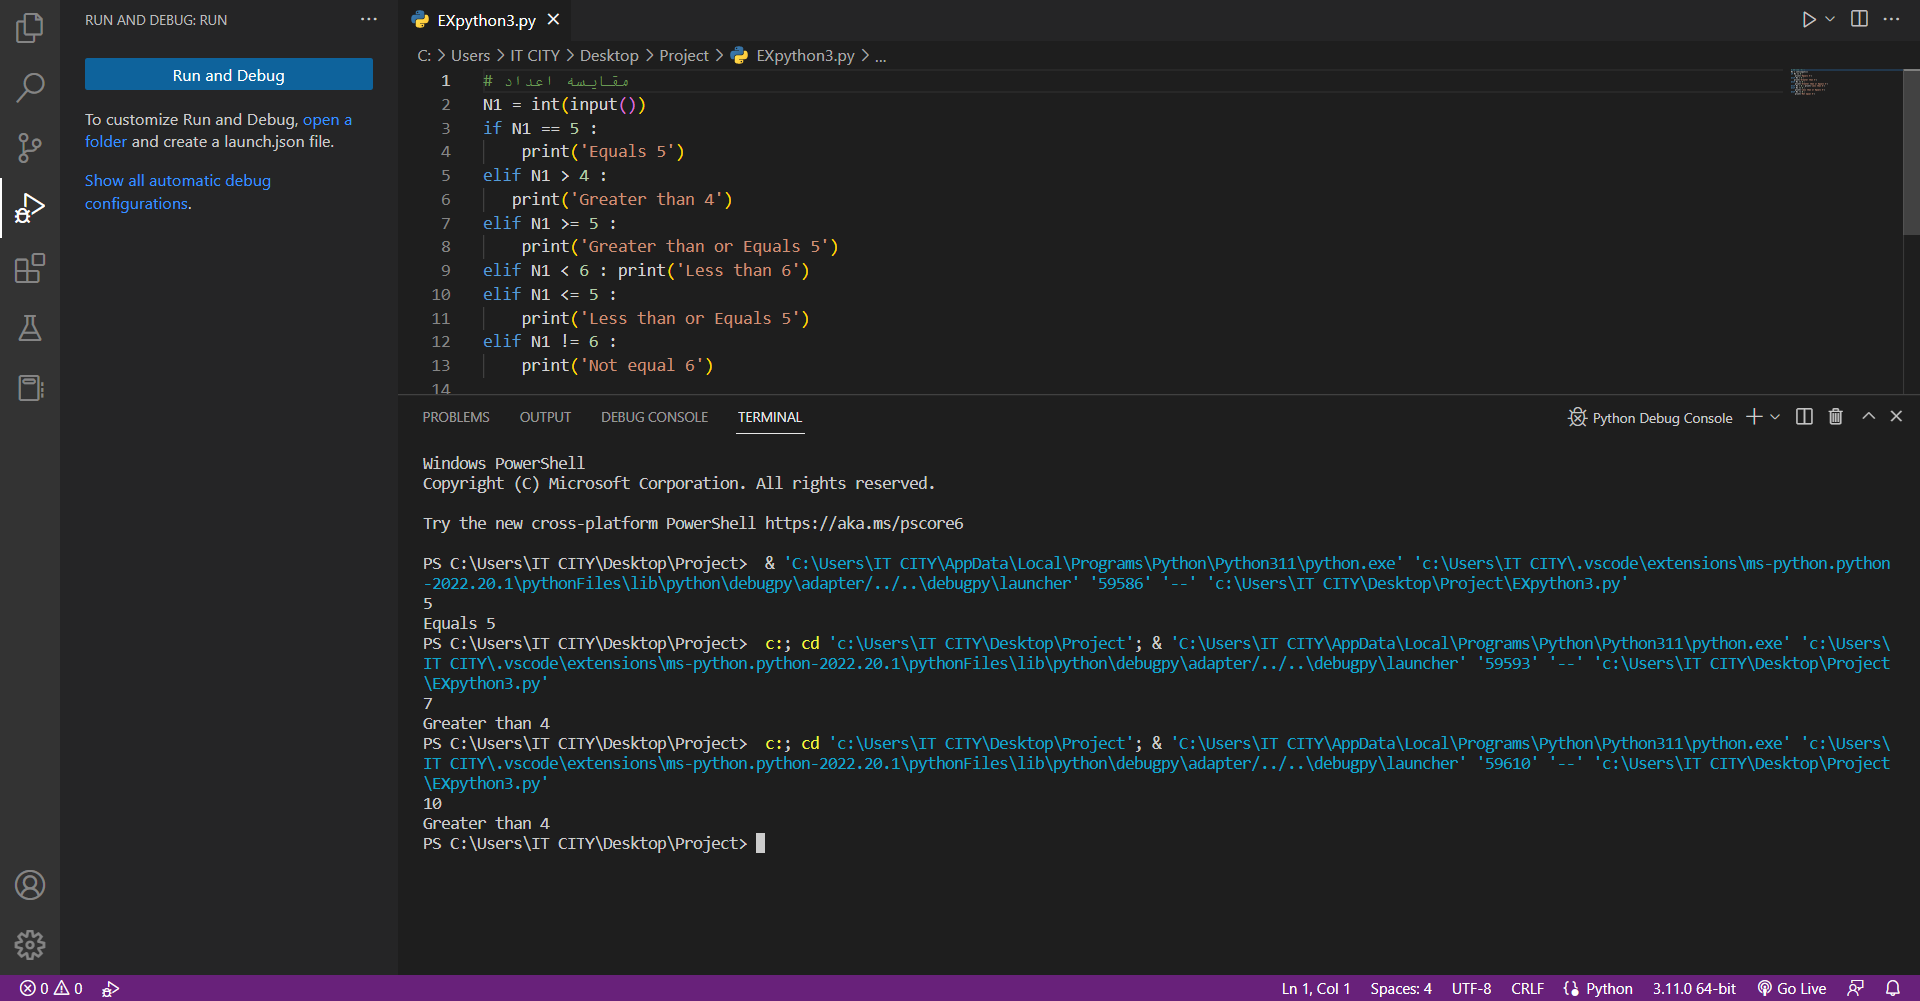 RUN AND DEBUG: RUN
Run and Debug
To customize Run and Debug, open a
folder and create a launch.json file.
Show all automatic debug
configurations.
EXpython3.py
C: > Users > IT CITY > Desktop > Project > EXpython3.py > ...
1 # مقایسه اعداد
2 N1 = int(input())
3 if N1 == 5 :
4     print('Equals 5')
5 elif N1 > 4 :
6    print('Greater than 4')
7 elif N1 >= 5 :
8     print('Greater than or Equals 5')
9 elif N1 < 6 : print('Less than 6')
10 elif N1 <= 5 :
11     print('Less than or Equals 5')
12 elif N1 != 6 :
13     print('Not equal 6')
14
PROBLEMS OUTPUT DEBUG CONSOLE TERMINAL Python Debug Console
Windows PowerShell
Copyright (C) Microsoft Corporation. All rights reserved.
Try the new cross-platform PowerShell https://aka.ms/pscore6
PS C:\Users\IT CITY\Desktop\Project>  & 'C:\Users\IT CITY\AppData\Local\Programs\Python\Python311\python.exe' 'c:\Users\IT CITY\.vscode\extensions\ms-python.python
-2022.20.1\pythonFiles\lib\python\debugpy\adapter/../..\debugpy\launcher' '59586' '--' 'c:\Users\IT CITY\Desktop\Project\EXpython3.py'
5
Equals 5
PS C:\Users\IT CITY\Desktop\Project>  c:; cd 'c:\Users\IT CITY\Desktop\Project'; & 'C:\Users\IT CITY\AppData\Local\Programs\Python\Python311\python.exe' 'c:\Users\
IT CITY\.vscode\extensions\ms-python.python-2022.20.1\pythonFiles\lib\python\debugpy\adapter/../..\debugpy\launcher' '59593' '--' 'c:\Users\IT CITY\Desktop\Project
\EXpython3.py'
7
Greater than 4
PS C:\Users\IT CITY\Desktop\Project>  c:; cd 'c:\Users\IT CITY\Desktop\Project'; & 'C:\Users\IT CITY\AppData\Local\Programs\Python\Python311\python.exe' 'c:\Users\
IT CITY\.vscode\extensions\ms-python.python-2022.20.1\pythonFiles\lib\python\debugpy\adapter/../..\debugpy\launcher' '59610' '--' 'c:\Users\IT CITY\Desktop\Project
\EXpython3.py'
10
Greater than 4
PS C:\Users\IT CITY\Desktop\Project>
0 0 Ln 1, Col 1 Spaces: 4 UTF-8 CRLF Python 3.11.0 64-bit Go Live